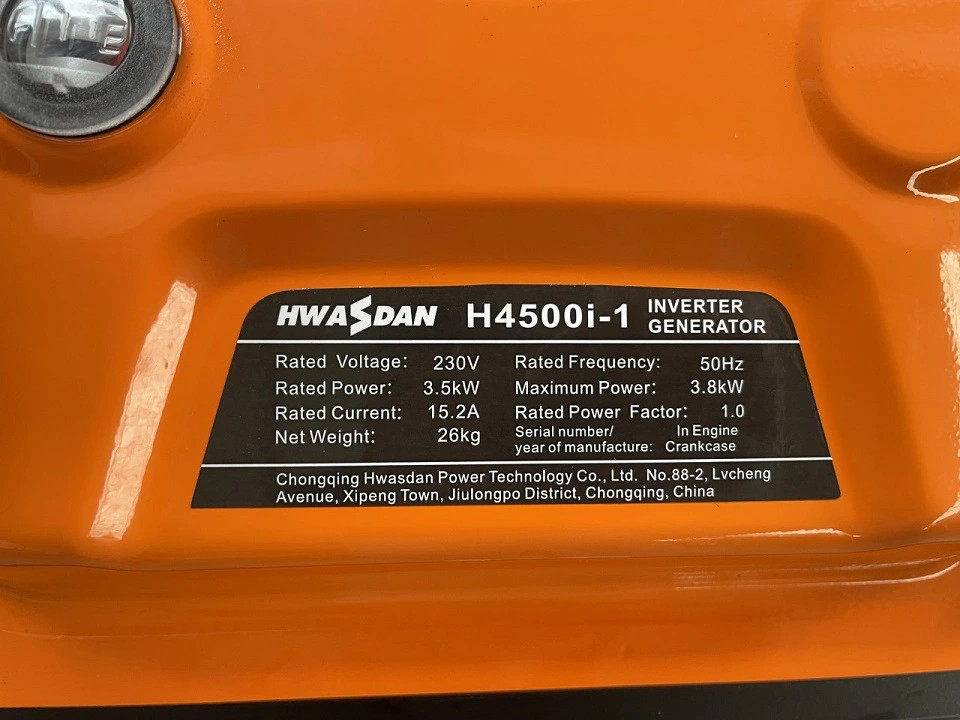 HWASDAN H4500i-1 INVERTER
GENERATOR
Rated Voltage: 230V Rated Frequency: 50Hz
Rated Power: 3.5kW Maximum Power: 3.8kW
Rated Current: 15.2A Rated Power Factor: 1.0
Net Weight: 26kg Serial number/ In Engine
year of manufacture: Crankcase
Chongqing Hwasdan Power Technology Co., Ltd. No.88-2, Lvcheng
Avenue, Xipeng Town, Jiulongpo District, Chongqing, China